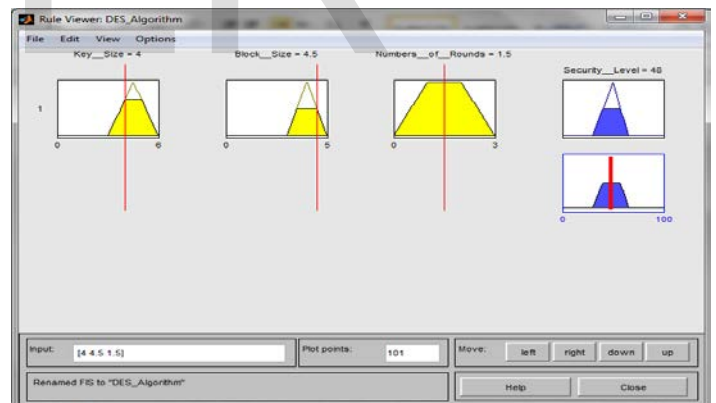 Rule Viewer: DES_Algorithm
File Edit View Options
Key__Size = 4 Block__Size = 4.5 Numbers__of__Rounds = 1.5
Security__Level = 48
1
0 6 0 5 0 3
0 100
Input: [4 4.5 1.5] Plot points: 101 Move: left right down up
Renamed FIS to "DES_Algorithm" Help Close